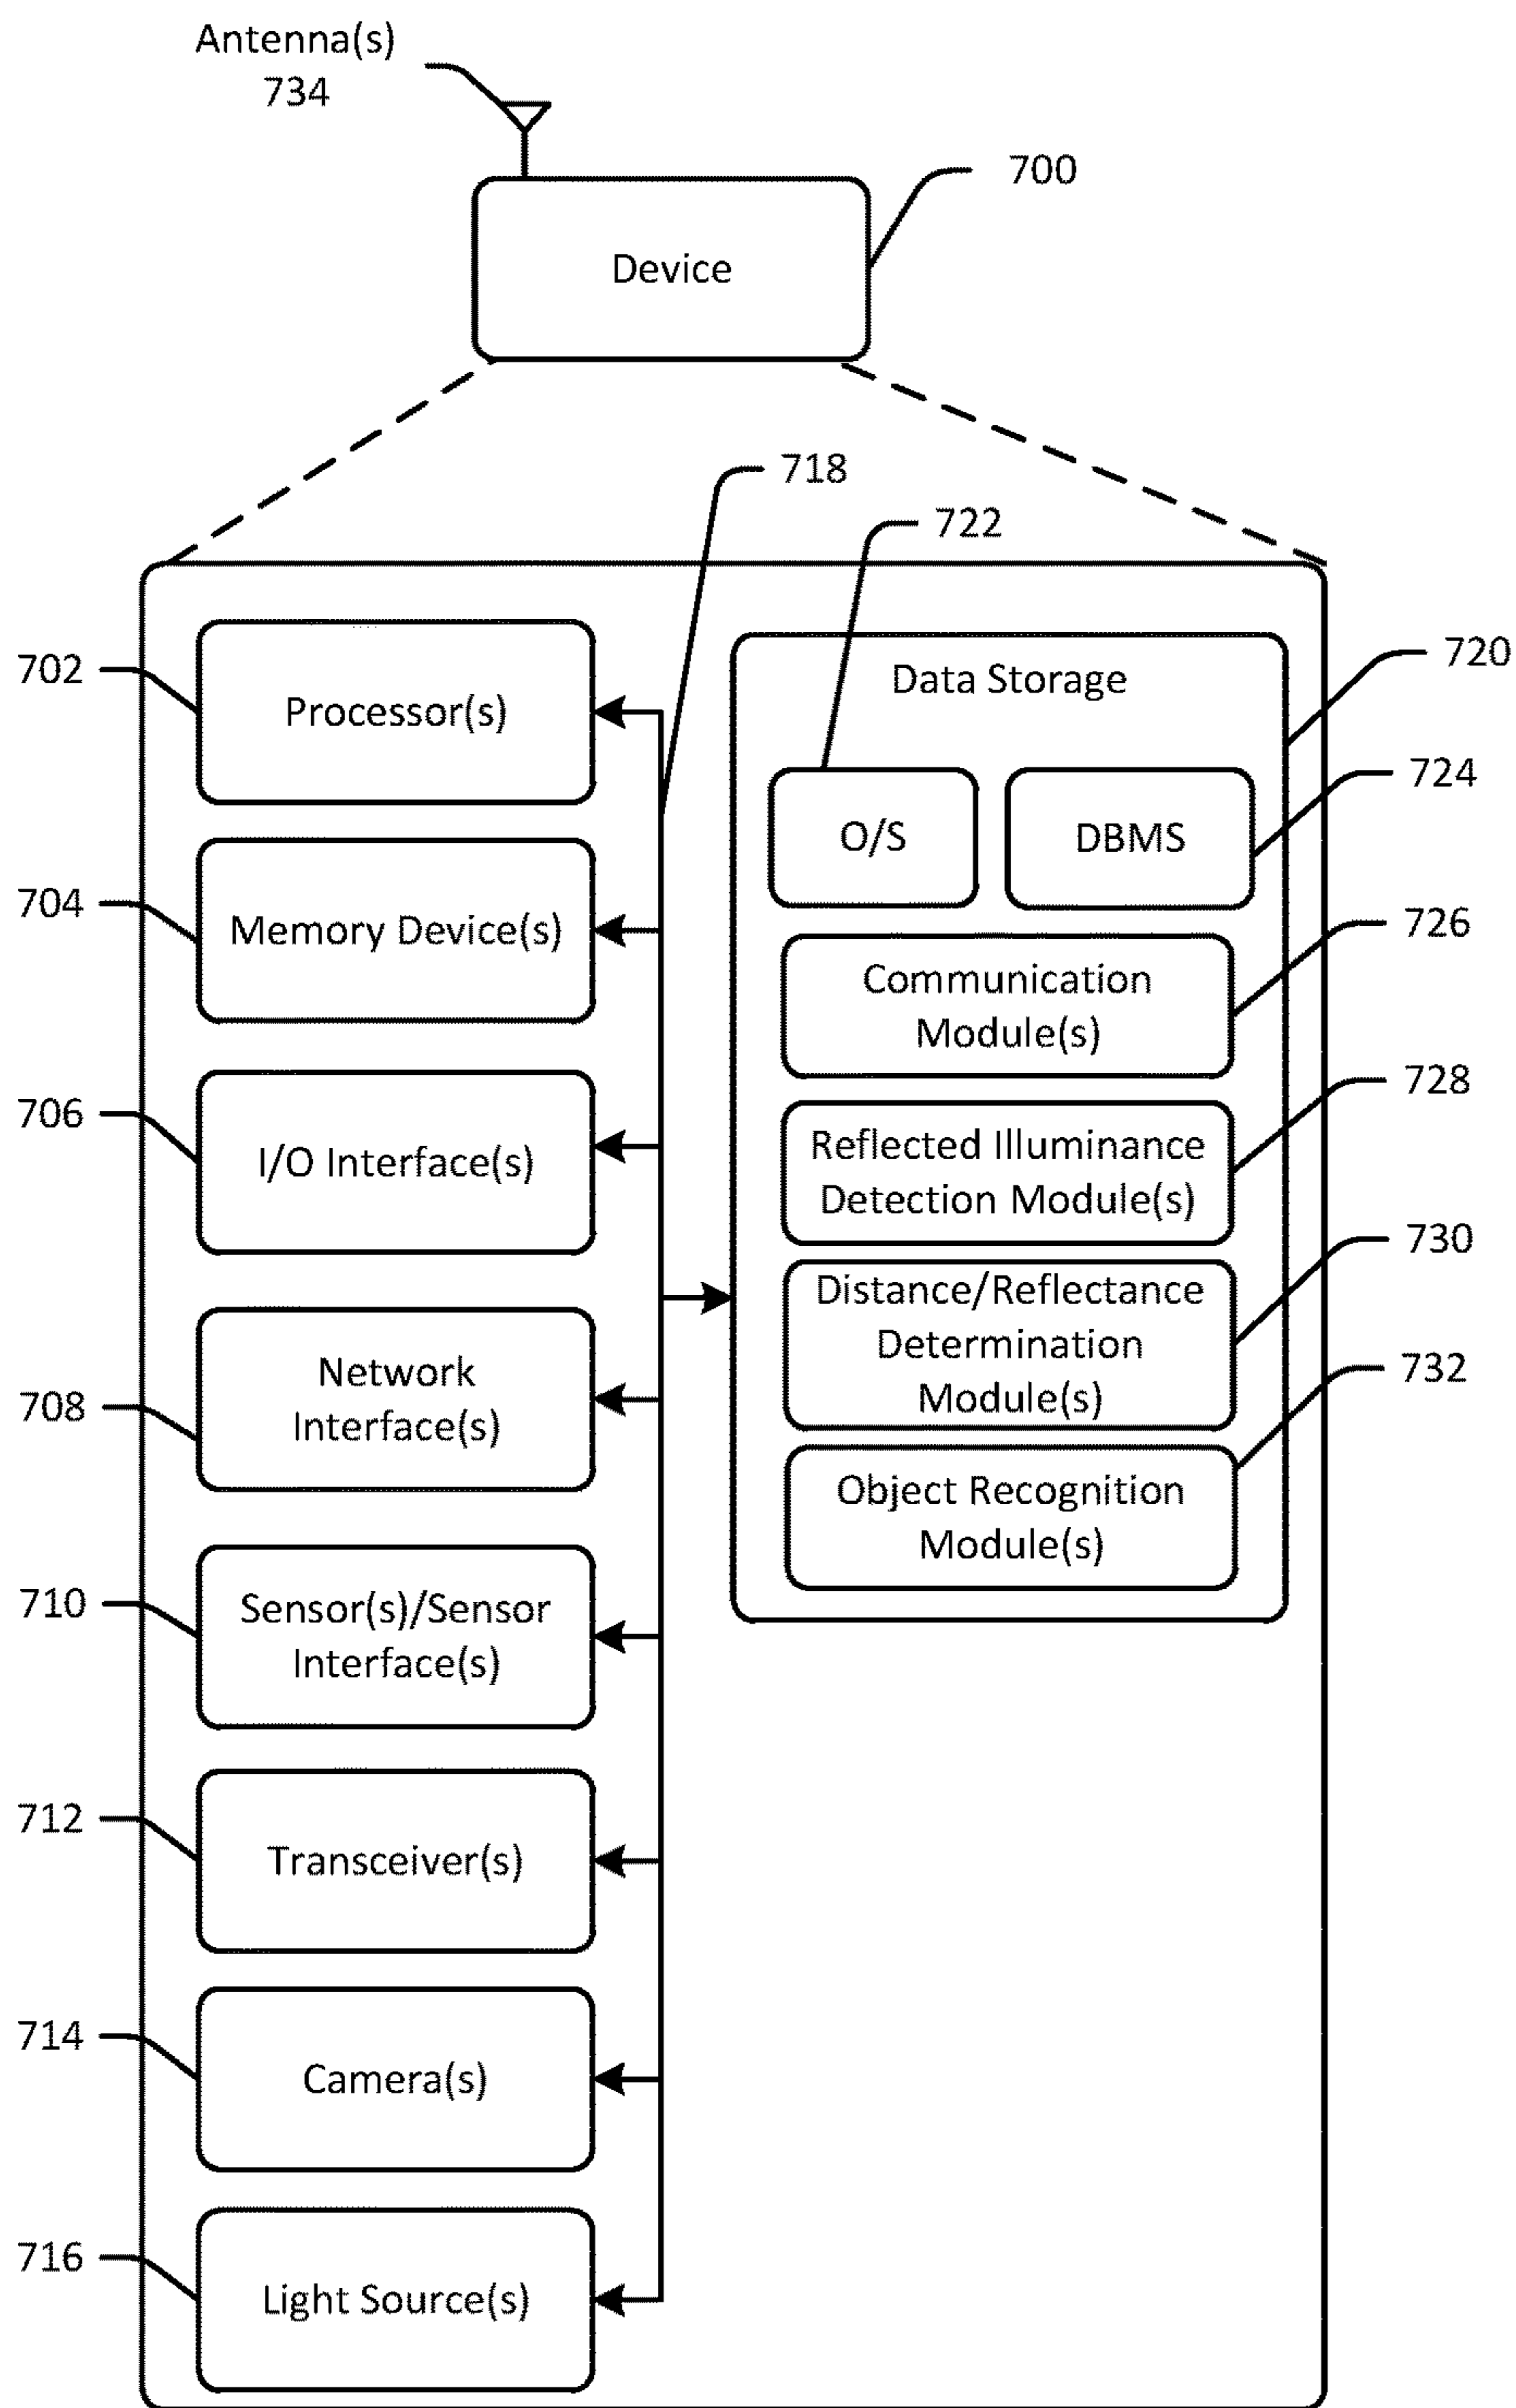 Antenna(s)
734
700
Device
718
722
702
Processor(s)
704
Memory Device(s)
706
I/O Interface(s)
708
Network
Interface(s)
710
Sensor(s)/Sensor
Interface(s)
712
Transceiver(s)
714
Camera(s)
716
Light Source(s)
720
Data Storage
O/S
DBMS
724
Communication
Module(s)
726
Reflected Illuminance
Detection Module(s)
728
Distance/Reflectance
Determination
Module(s)
730
Object Recognition
Module(s)
732